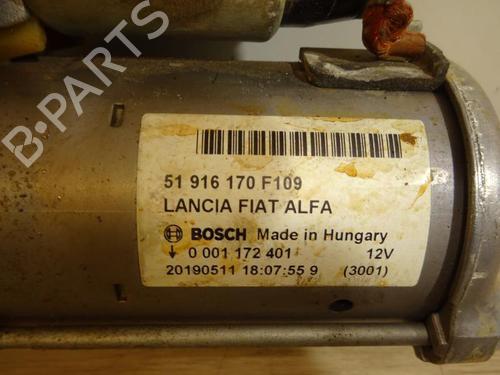 B-PARTS
51 916 170 F109
LANCIA FIAT ALFA
BOSCH Made in Hungary
0 001 172 401 12V
20190511 18:07:55 9 (3001)